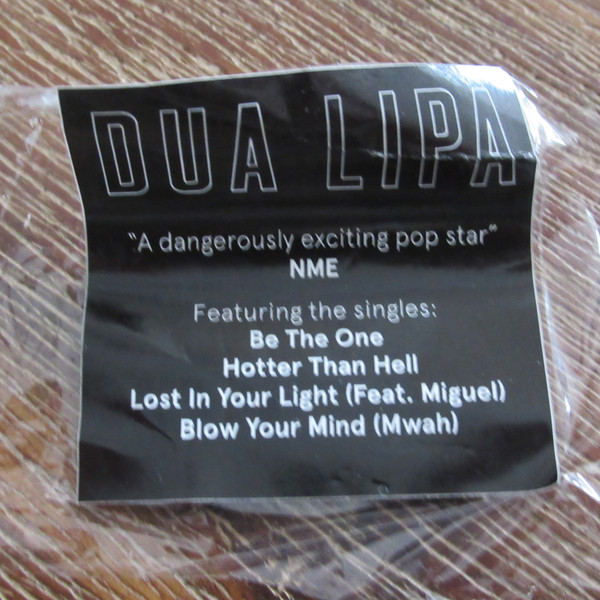 DUA LIPA
"A dangerously exciting pop star"
NME
Featuring the singles:
Be The One
Hotter Than Hell
Lost In Your Light (Feat. Miguel)
Blow Your Mind (Mwah)